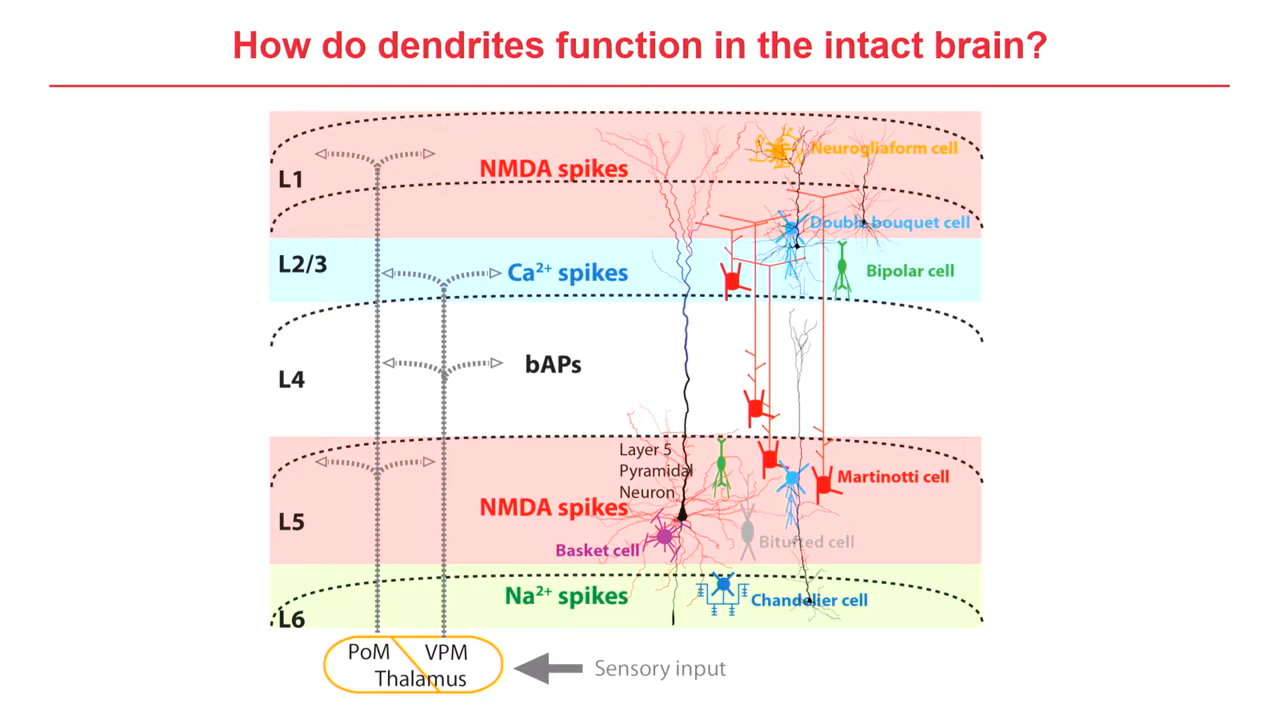 How do dendrites function in the intact brain?
L1
NMDA spikes
Neurogliaform cell
Double bouquet cell
L2/3
Ca2+ spikes
Bipolar cell
L4
bAPs
Layer 5
Pyramidal
Neuron
Martinotti cell
L5
NMDA spikes
Basket cell
Bitufted cell
Na2+ spikes
Chandelier cell
L6
PoM
VPM
Thalamus
Sensory input